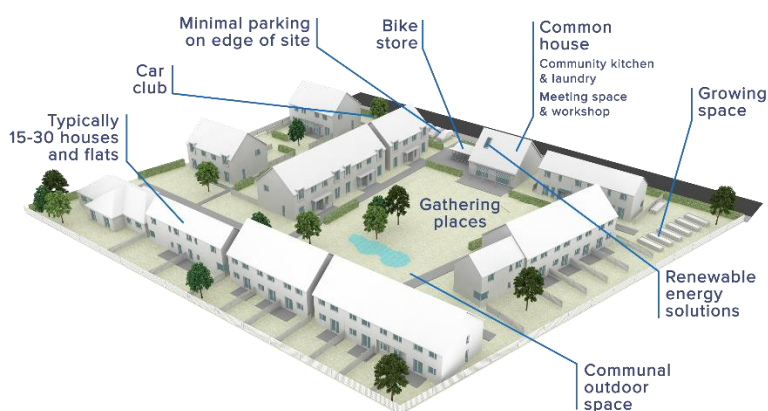 Minimal parking
on edge of site
Bike
store
Common
house
Community kitchen
& laundry
Meeting space
& workshop
Car
club
Growing
space
Typically
15-30 houses
and flats
Gathering
places
Renewable
energy
solutions
Communal
outdoor
space